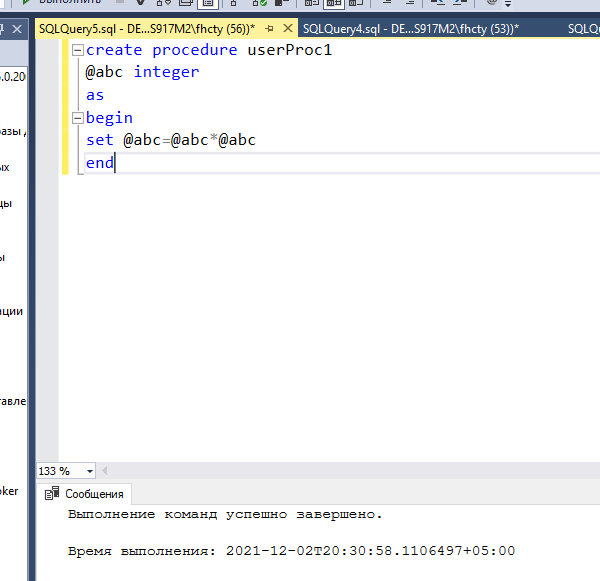 Выполнить
SQLQuery5.sql - DE...S917M2\fhcty (56))*
SQLQuery4.sql - DE...S917M2\fhcty (53))*
create procedure userProc1
@abc integer
as
begin
set @abc=@abc*@abc
end
133 %
Сообщения
Выполнение команд успешно завершено.
Время выполнения: 2021-12-02T20:30:58.1106497+05:00